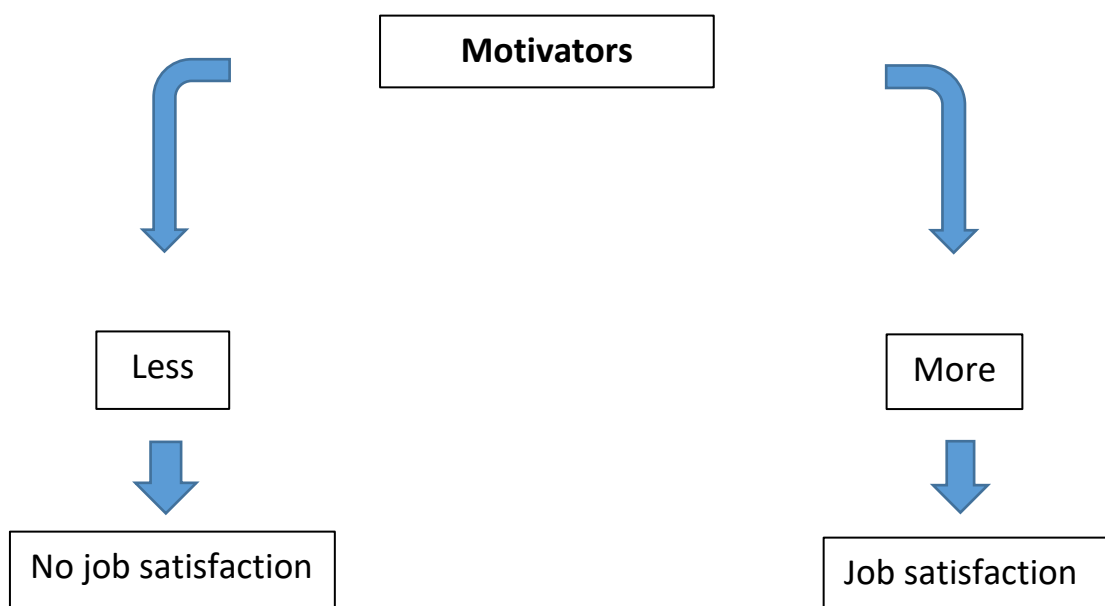 Motivators
Less
More
No job satisfaction
Job satisfaction